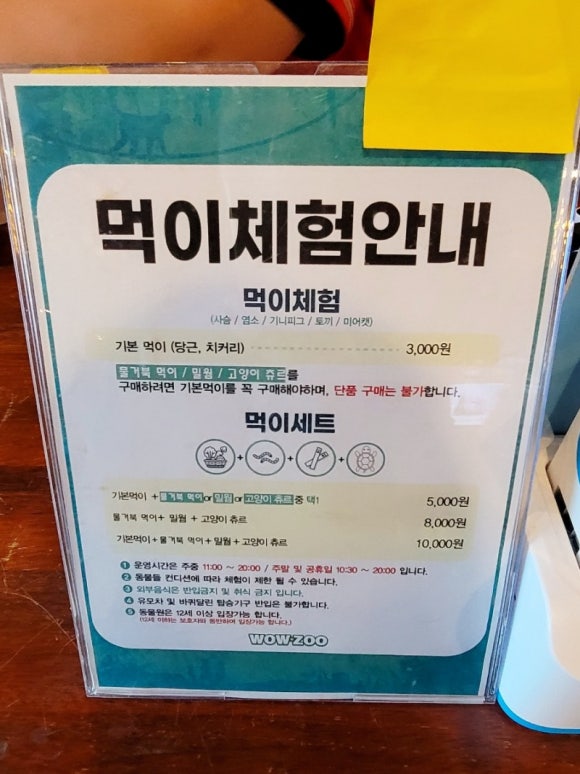 먹이체험안내
먹이체험
(사슴 / 염소 / 기니피그 / 토끼 / 미어캣)
기본 먹이 (당근, 치커리) 3,000원
물거북 먹이 / 밀웜 / 고양이 츄르를
구매하려면 기본먹이를 꼭 구매해야하며, 단품 구매는 불가합니다.
먹이세트
+ + +
기본먹이 + 물거북 먹이or 밀웜 or 고양이 츄르 중 택1 5,000원
물거북 먹이+ 밀웜 + 고양이 츄르 8,000원
기본먹이+물거북 먹이+밀웜+고양이 츄르 10,000원
1 운영시간은 주중 11:00 ~ 20:00 / 주말 및 공휴일 10:30 ~ 20:00 입니다.
2 동물들 컨디션에 따라 체험이 제한 될 수 있습니다.
3 외부음식은 반입금지 및 취식 금지 입니다.
4 유모차 및 바퀴달린 탑승기구 반입은 불가합니다.
5 동물원은 12세 이상 입장가능 합니다.
(12세 이하는 보호자와 동반하여 입장가능 합니다.)
WOW·ZOO